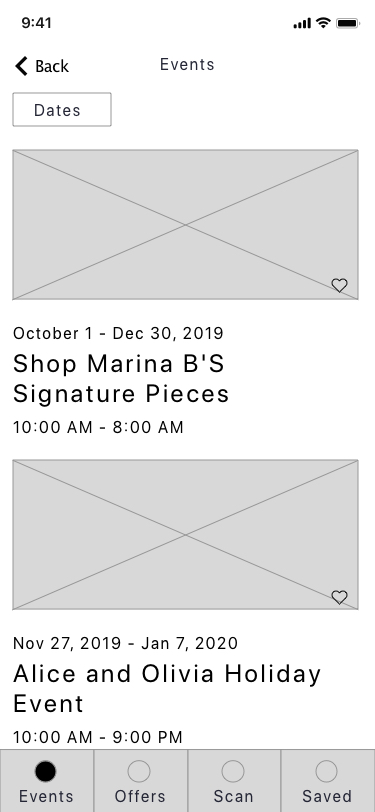 9:41
Back
Events
Dates
October 1 - Dec 30, 2019
Shop Marina B'S
Signature Pieces
10:00 AM - 8:00 AM
Nov 27, 2019 - Jan 7, 2020
Alice and Olivia Holiday
Event
10:00 AM - 9:00 PM
Events
Offers
Scan
Saved